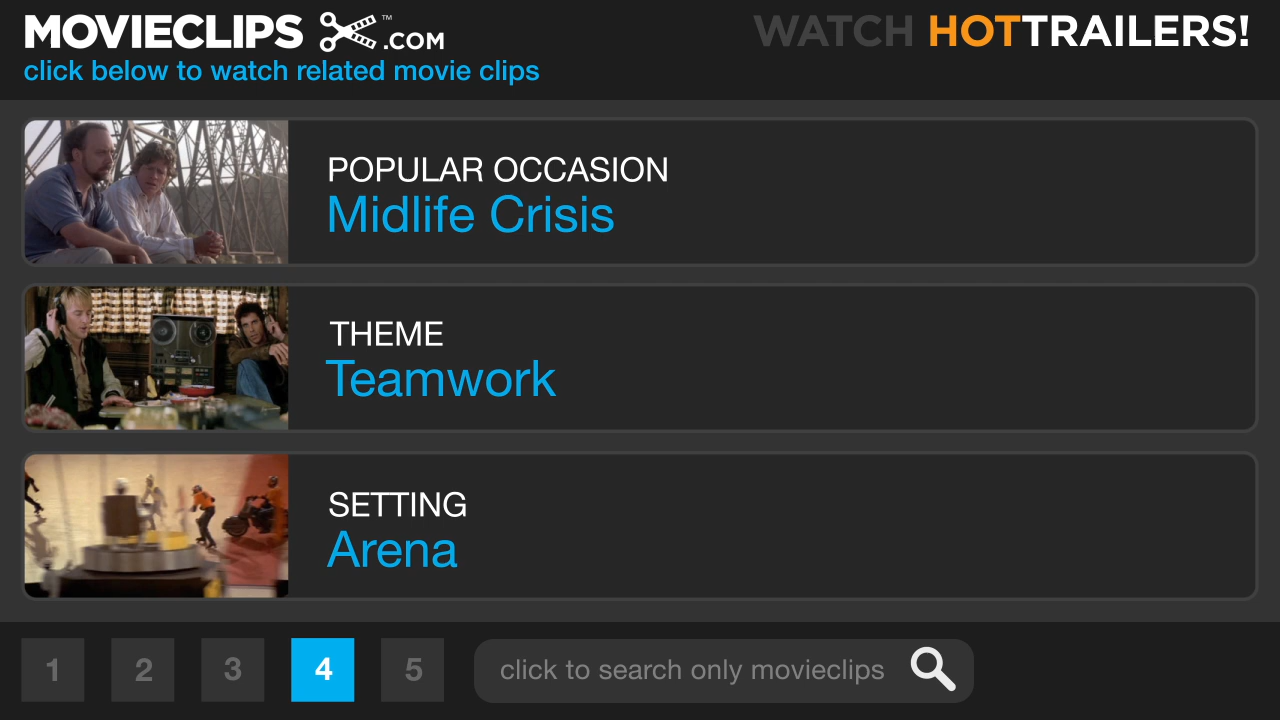 MOVIECLIPS ™ .COM
WATCH HOTTRAILERS!
click below to watch related movie clips
POPULAR OCCASION
Midlife Crisis
THEME
Teamwork
SETTING
Arena
1 2 3 4 5 click to search only movieclips